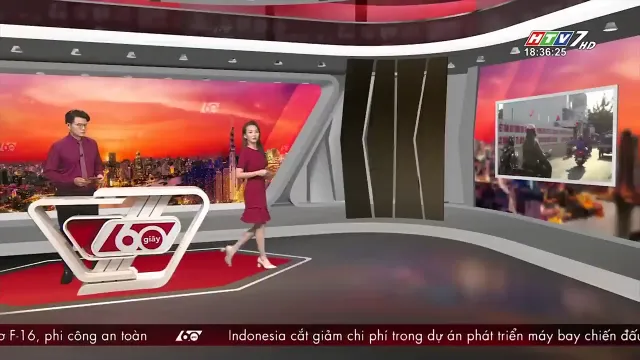 HTV7 HD
18:36:25
60 giây
ơ F-16, phi công an toàn 60 Indonesia cắt giảm chi phí trong dự án phát triển máy bay chiến đấu